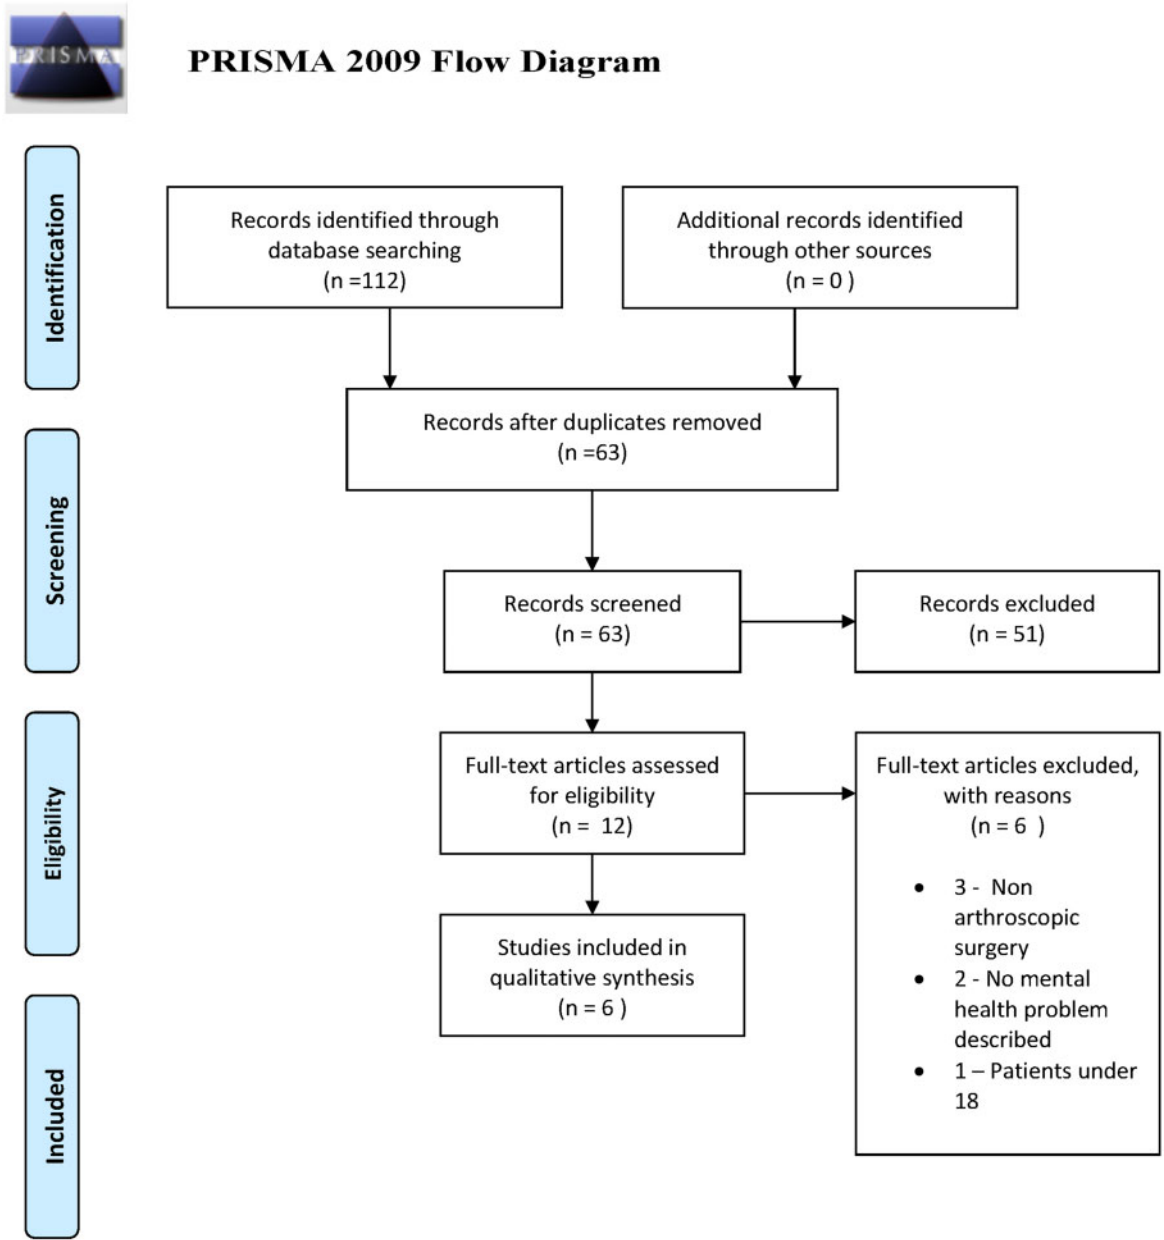 PRISMA
PRISMA 2009 Flow Diagram
Identification
Records identified through
database searching
(n =112)
Additional records identified
through other sources
(n = 0 )
Records after duplicates removed
(n =63)
Screening
Records screened
(n = 63)
Records excluded
(n = 51)
Eligibility
Full-text articles assessed
for eligibility
(n =  12)
Full-text articles excluded,
with reasons
(n = 6  )
• 3 -  Non
arthroscopic
surgery
• 2 - No mental
health problem
described
• 1 – Patients under
18
Studies included in
qualitative synthesis
(n = 6 )
Included